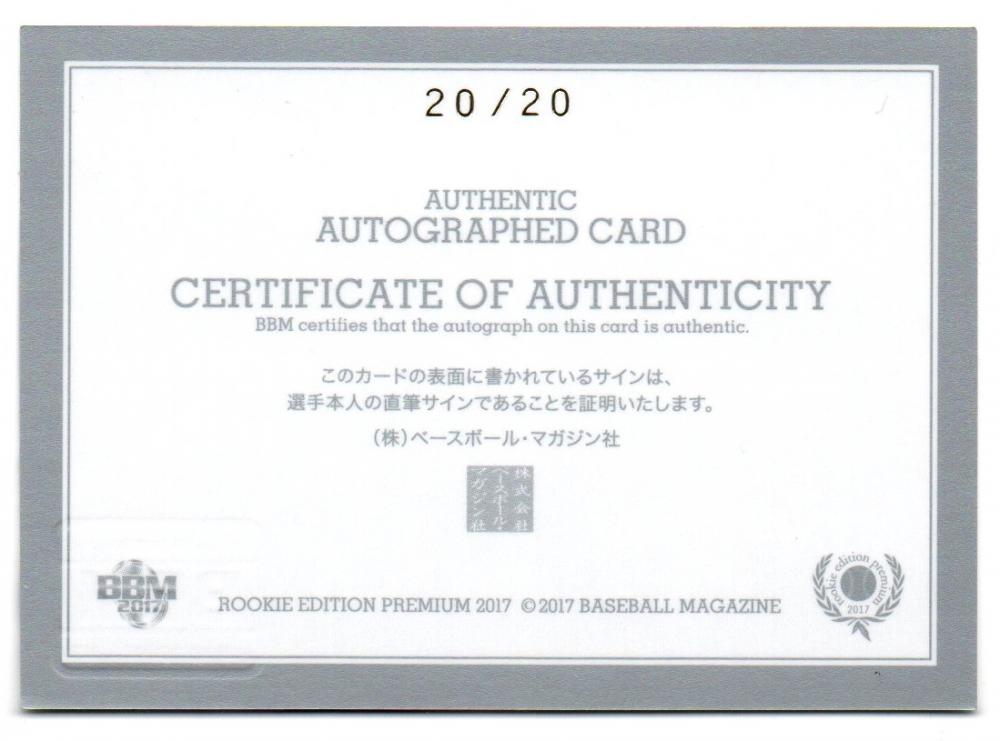 20/20
AUTHENTIC
AUTOGRAPHED CARD
CERTIFICATE OF AUTHENTICITY
BBM certifies that the autograph on this card is authentic.
このカードの表面に書かれているサインは、
選手本人の直筆サインであることを証明いたします。
(株)ベースボール・マガジン社
株式会社
ベースボール・
マガジン社
BBM
2017
ROOKIE EDITION PREMIUM 2017 © 2017 BASEBALL MAGAZINE
rookie edition premium
2017